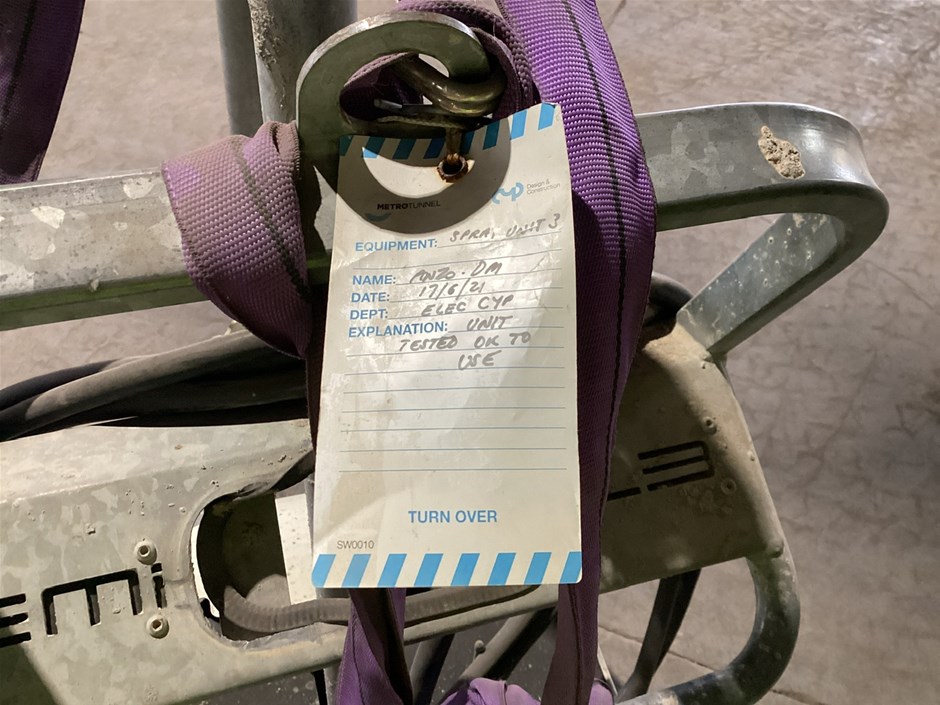 METROTUNNEL
Design &
Construction
EQUIPMENT: SPRAY UNIT 3
NAME: DM
DATE: 17/6/21
DEPT: ELEC CYP
EXPLANATION: UNIT
TESTED OK TO
USE
TURN OVER
SW0010